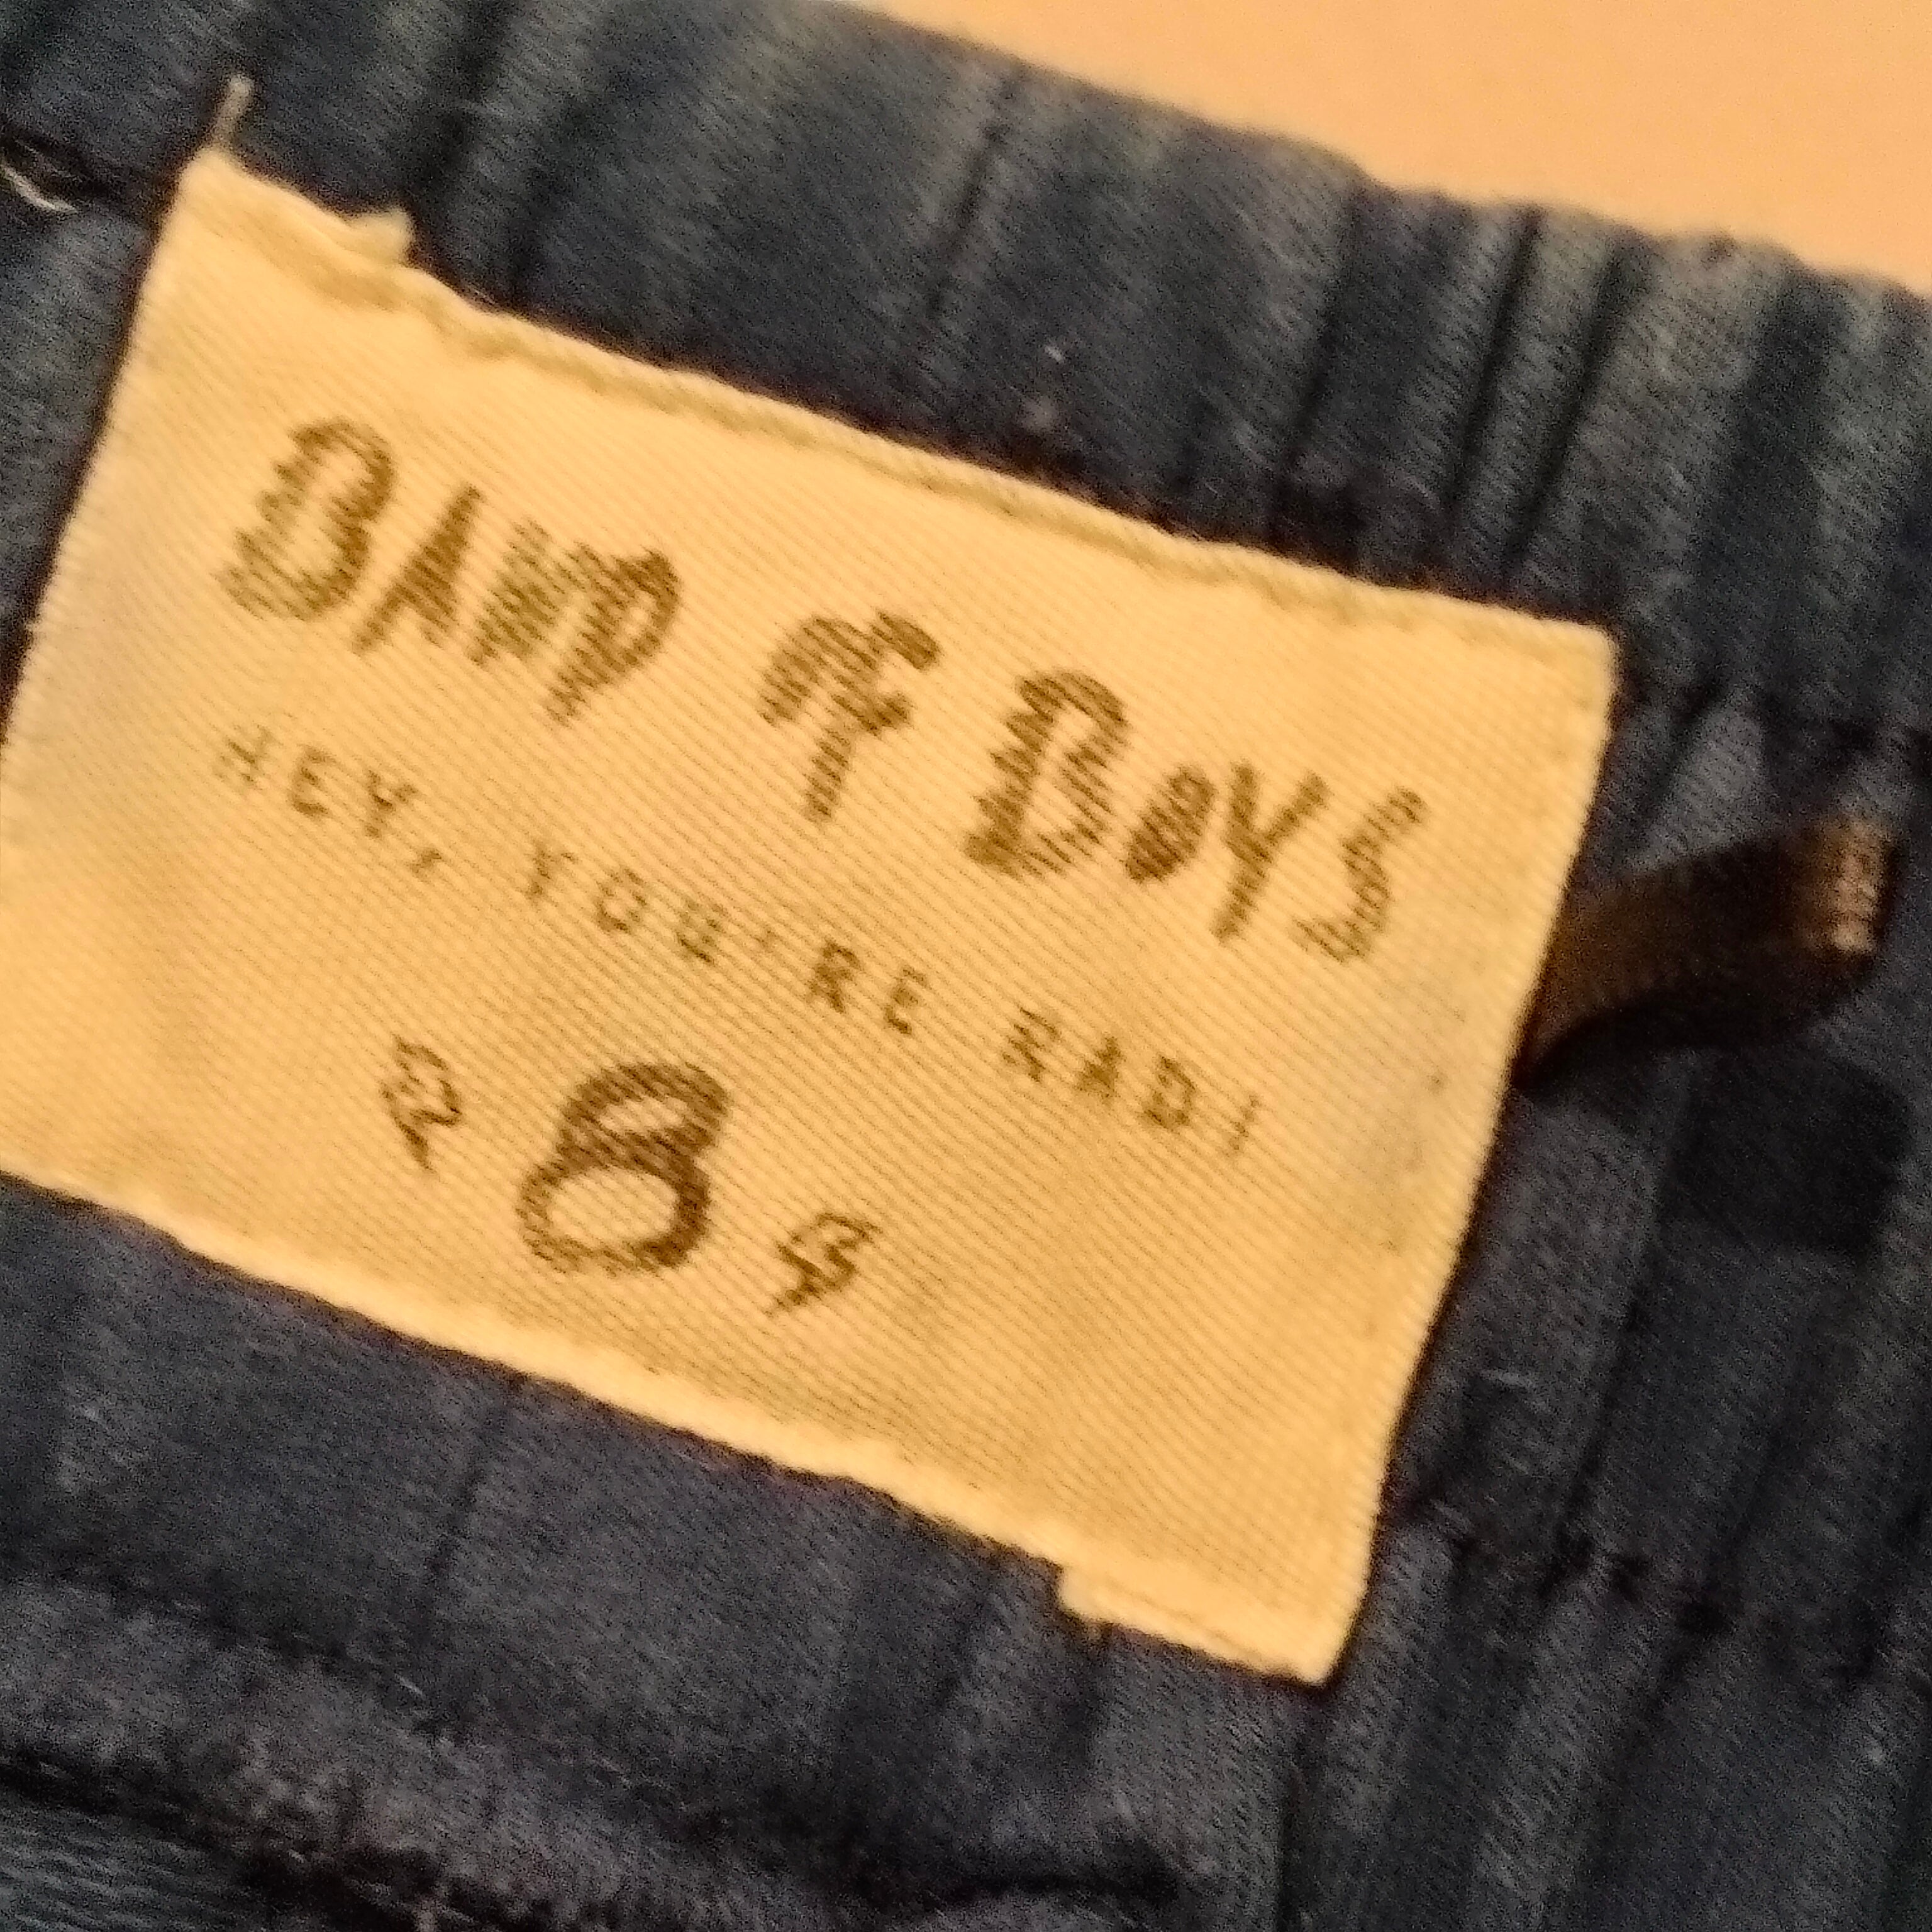 BAND OF BOYS
HEY, YOU'RE RAD!
8